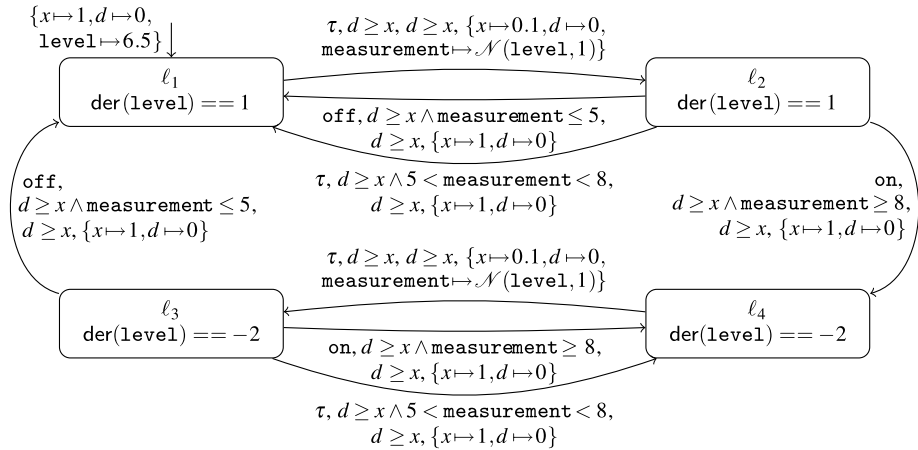 {x↦1,d↦0,
level↦6.5}
τ, d ≥ x, d ≥ x, {x↦0.1,d↦0,
measurement↦𝒩(level,1)}
ℓ₁
der(level) == 1
ℓ₂
der(level) == 1
off, d ≥ x ∧ measurement ≤ 5,
d ≥ x, {x↦1,d↦0}
τ, d ≥ x ∧ 5 < measurement < 8,
d ≥ x, {x↦1,d↦0}
off,
d ≥ x ∧ measurement ≤ 5,
d ≥ x, {x↦1,d↦0}
on,
d ≥ x ∧ measurement ≥ 8,
d ≥ x, {x↦1,d↦0}
τ, d ≥ x, d ≥ x, {x↦0.1,d↦0,
measurement↦𝒩(level,1)}
ℓ₃
der(level) == −2
ℓ₄
der(level) == −2
on, d ≥ x ∧ measurement ≥ 8,
d ≥ x, {x↦1,d↦0}
τ, d ≥ x ∧ 5 < measurement < 8,
d ≥ x, {x↦1,d↦0}